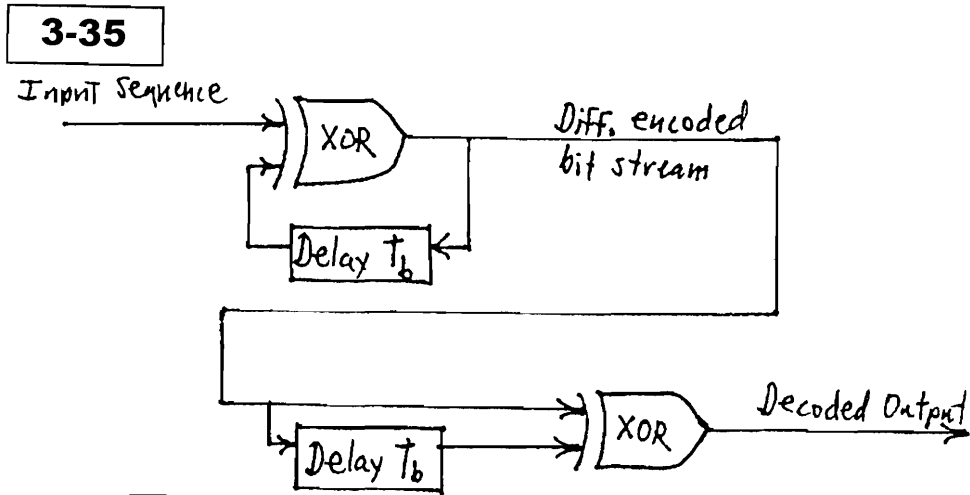 3-35
Input Sequence
XOR
Diff. encoded
bit stream
Delay Tb
XOR
Decoded Output
Delay Tb